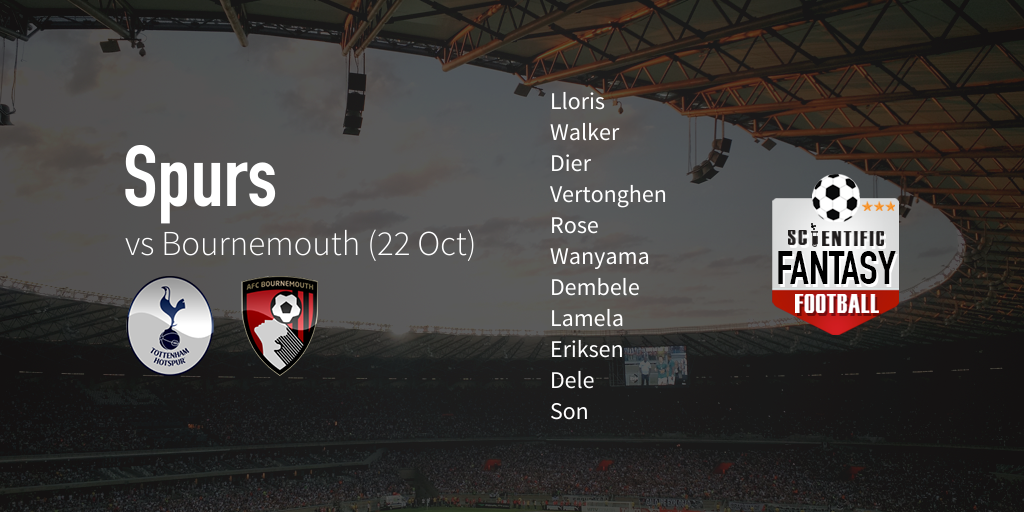 Spurs
vs Bournemouth (22 Oct)
TOTTENHAM
HOTSPUR
AFC BOURNEMOUTH
Lloris
Walker
Dier
Vertonghen
Rose
Wanyama
Dembele
Lamela
Eriksen
Dele
Son
SCIENTIFIC
FANTASY
FOOTBALL